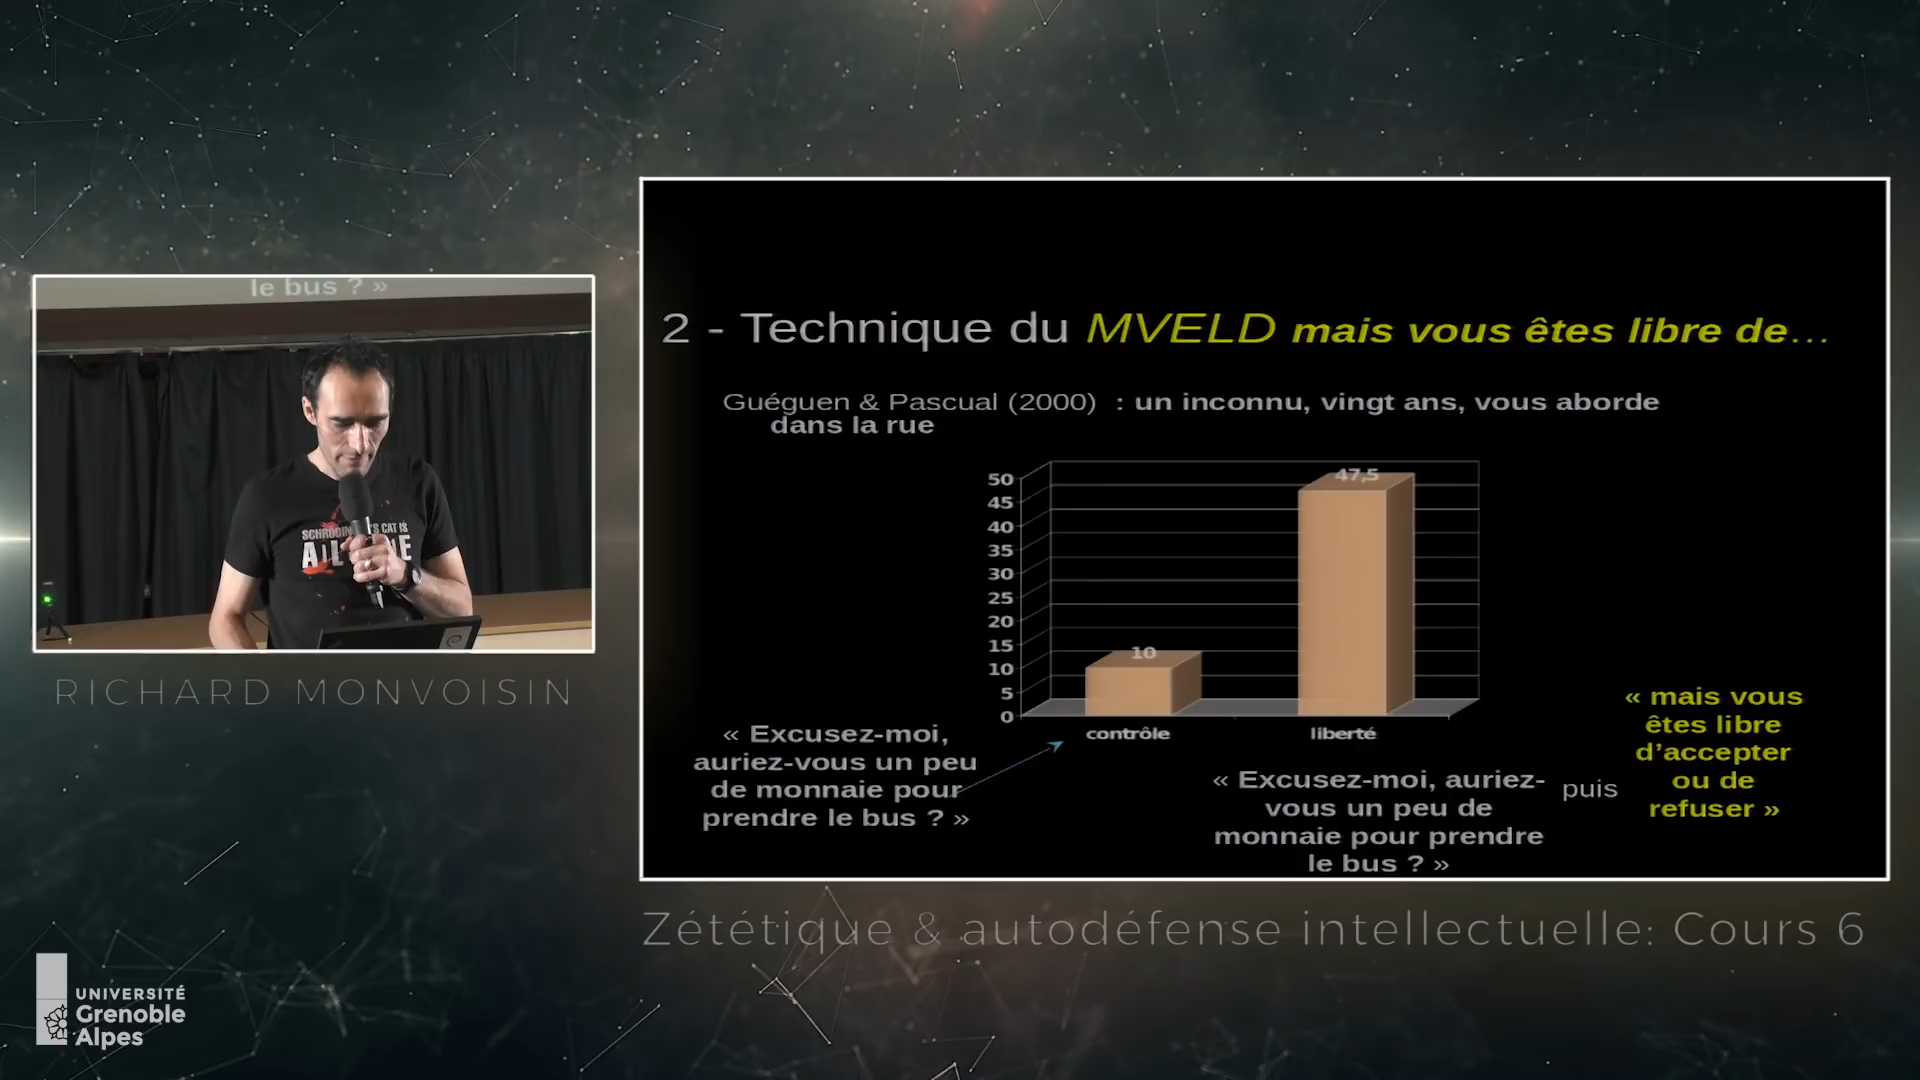 le bus ? »
SCHRÖDIN 'S CAT IS
RICHARD MONVOISIN
2 - Technique du MVELD mais vous êtes libre de...
Guéguen & Pascual (2000) : un inconnu, vingt ans, vous aborde
dans la rue
50
45
40
35
30
25
20
15
10
5
0
10
47,5
contrôle
liberté
« Excusez-moi,
auriez-vous un peu
de monnaie pour
prendre le bus ? »
« Excusez-moi, auriez-
vous un peu de
monnaie pour prendre
le bus ? »
puis
« mais vous
êtes libre
d’accepter
ou de
refuser »
Zététique & autodéfense intellectuelle: Cours 6
UNIVERSITÉ
Grenoble
Alpes